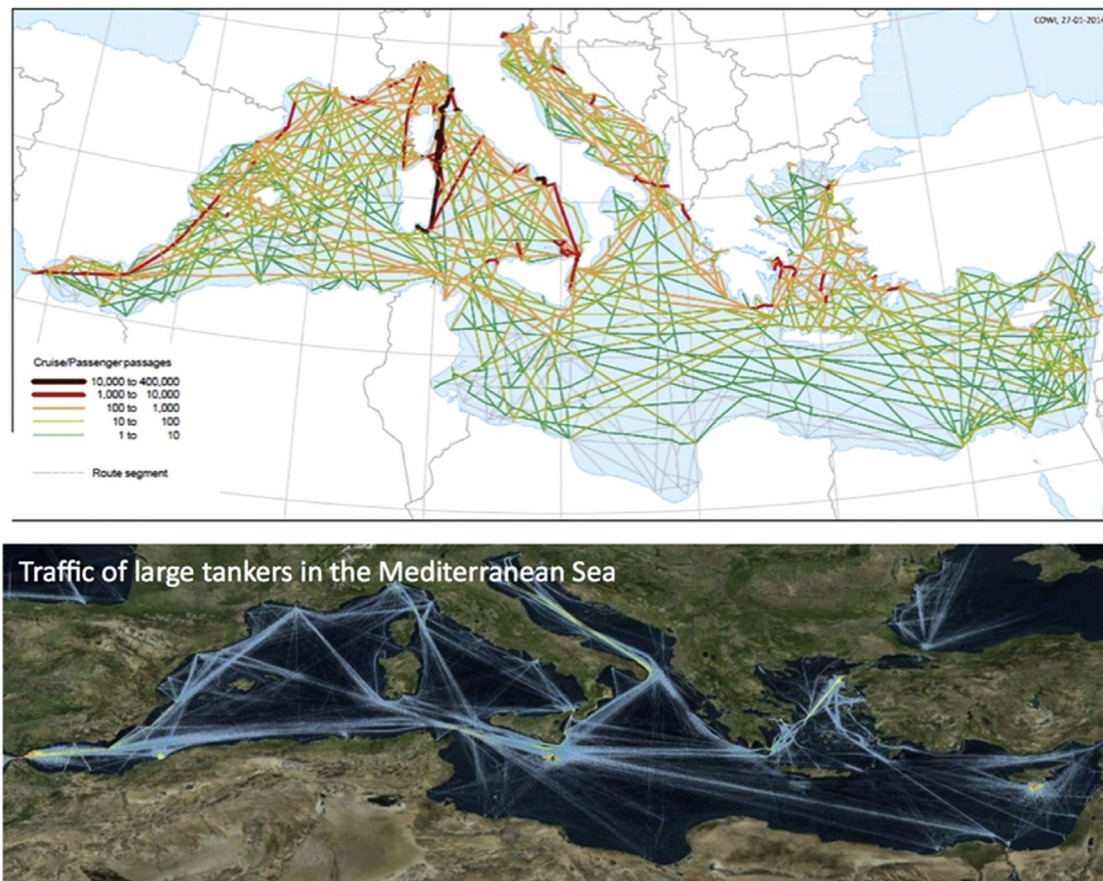 COWI, 27-01-2014
Cruise/Passenger passages
10,000 to 400,000
1,000 to 10,000
100 to 1,000
10 to 100
1 to 10
Route segment
Traffic of large tankers in the Mediterranean Sea